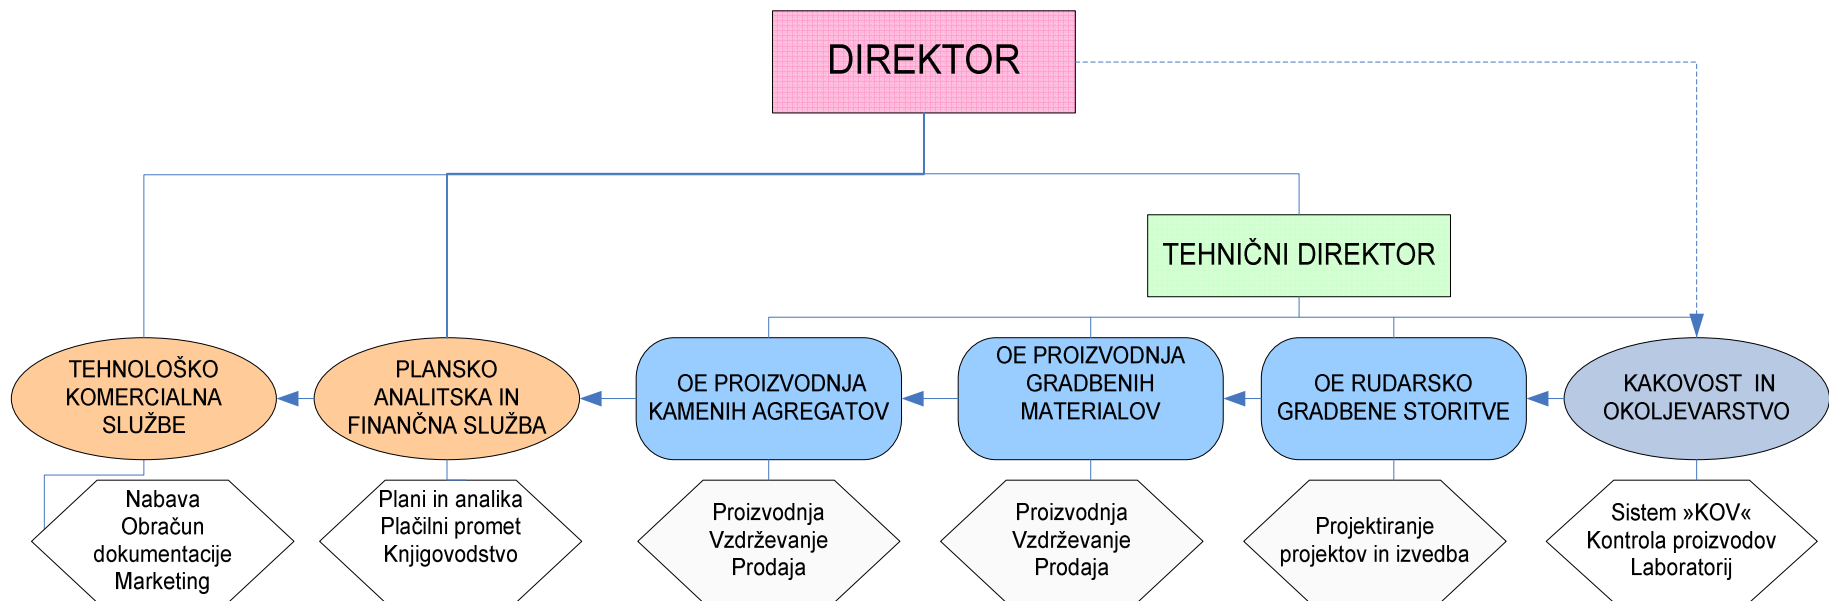 DIREKTOR
TEHNIČNI DIREKTOR
TEHNOLOŠKO
KOMERCIALNA
SLUŽBE
PLANSKO
ANALITSKA IN
FINANČNA SLUŽBA
OE PROIZVODNJA
KAMENIH AGREGATOV
OE PROIZVODNJA
GRADBENIH
MATERIALOV
OE RUDARSKO
GRADBENE STORITVE
KAKOVOST  IN
OKOLJEVARSTVO
Nabava
Obračun
dokumentacije
Marketing
Plani in analika
Plačilni promet
Knjigovodstvo
Proizvodnja
Vzdrževanje
Prodaja
Proizvodnja
Vzdrževanje
Prodaja
Projektiranje
projektov in izvedba
Sistem »KOV«
Kontrola proizvodov
Laboratorij